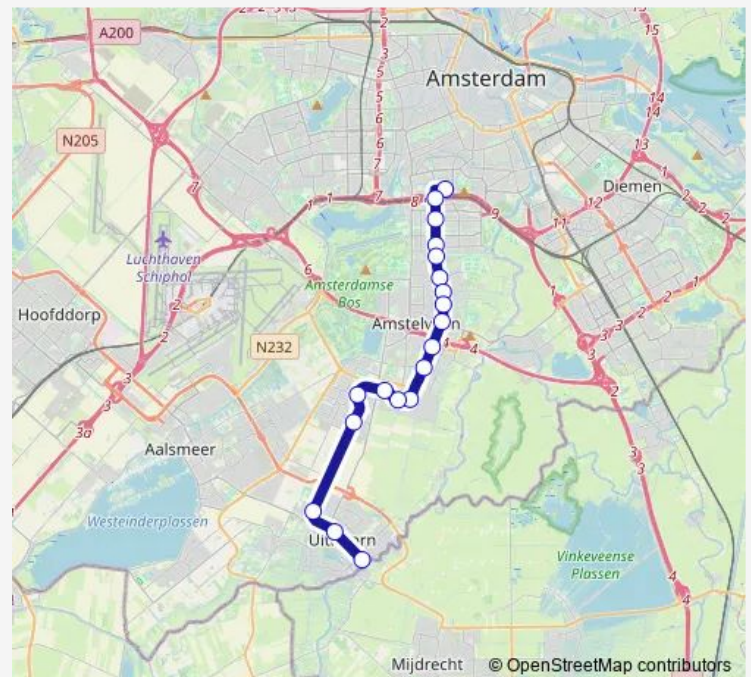 A200
Amsterdam
N205
Diemen
Luchthaven
Schiphol
Amsterdamse
Bos
Hoofddorp
Amstelveen
N232
Aalsmeer
Westeinderplassen
Uithoorn
Vinkeveense
Plassen
Mijdrecht
© OpenStreetMap contributors